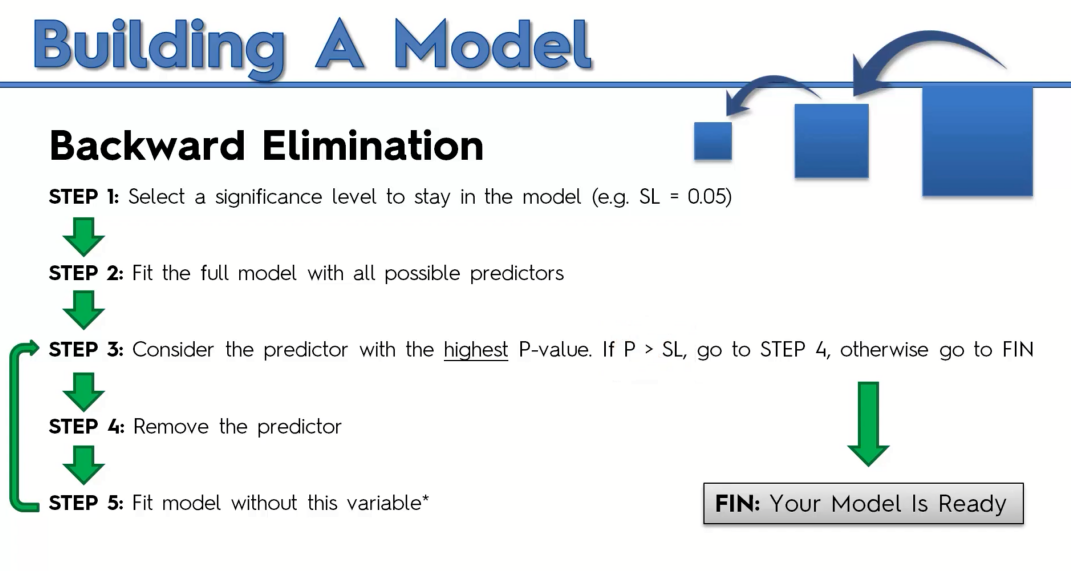 Building A Model
Backward Elimination
STEP 1: Select a significance level to stay in the model (e.g. SL = 0.05)
STEP 2: Fit the full model with all possible predictors
STEP 3: Consider the predictor with the highest P-value. If P > SL, go to STEP 4, otherwise go to FIN
STEP 4: Remove the predictor
STEP 5: Fit model without this variable*
FIN: Your Model Is Ready